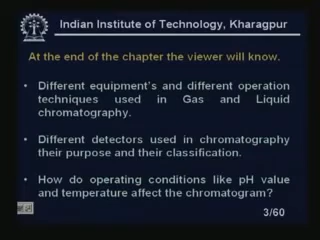 Indian Institute of Technology, Kharagpur
At the end of the chapter the viewer will know.
• Different equipment's and different operation
techniques used in Gas and Liquid
chromatography.
• Different detectors used in chromatography
their purpose and their classification.
• How do operating conditions like pH value
and temperature affect the chromatogram?
3/60